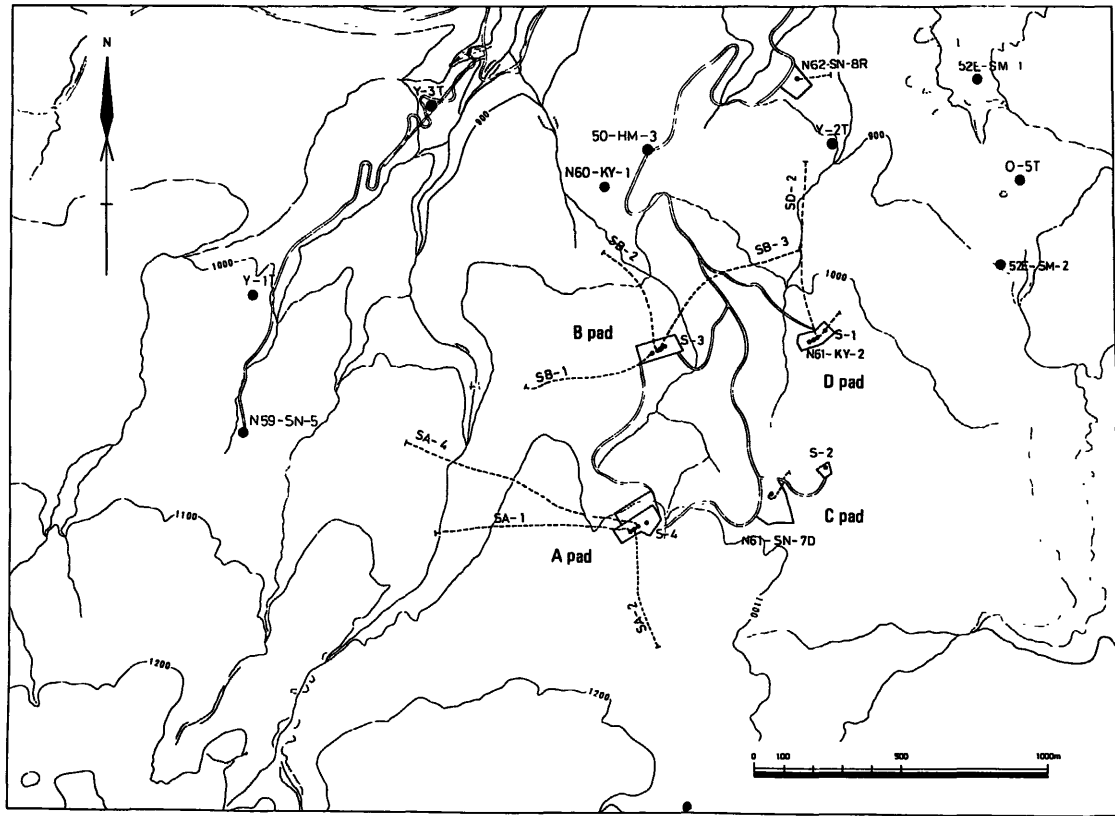 N
Y-3T
900
N62-SN-8R
52E-SM 1
50-HM-3
Y-2T
900
N60-KY-1
O-5T
SD-2
SB-2
SB-3
1000
Y-1T
52E-SM-2
1000
B pad
S-3
S-1
N61-KY-2
D pad
SB-1
N59-SN-5
SA-4
S-2
1100
SA-1
S-4
C pad
A pad
N61-SN-7D
1100
SA-2
1200
1200
0 100 500 1000m